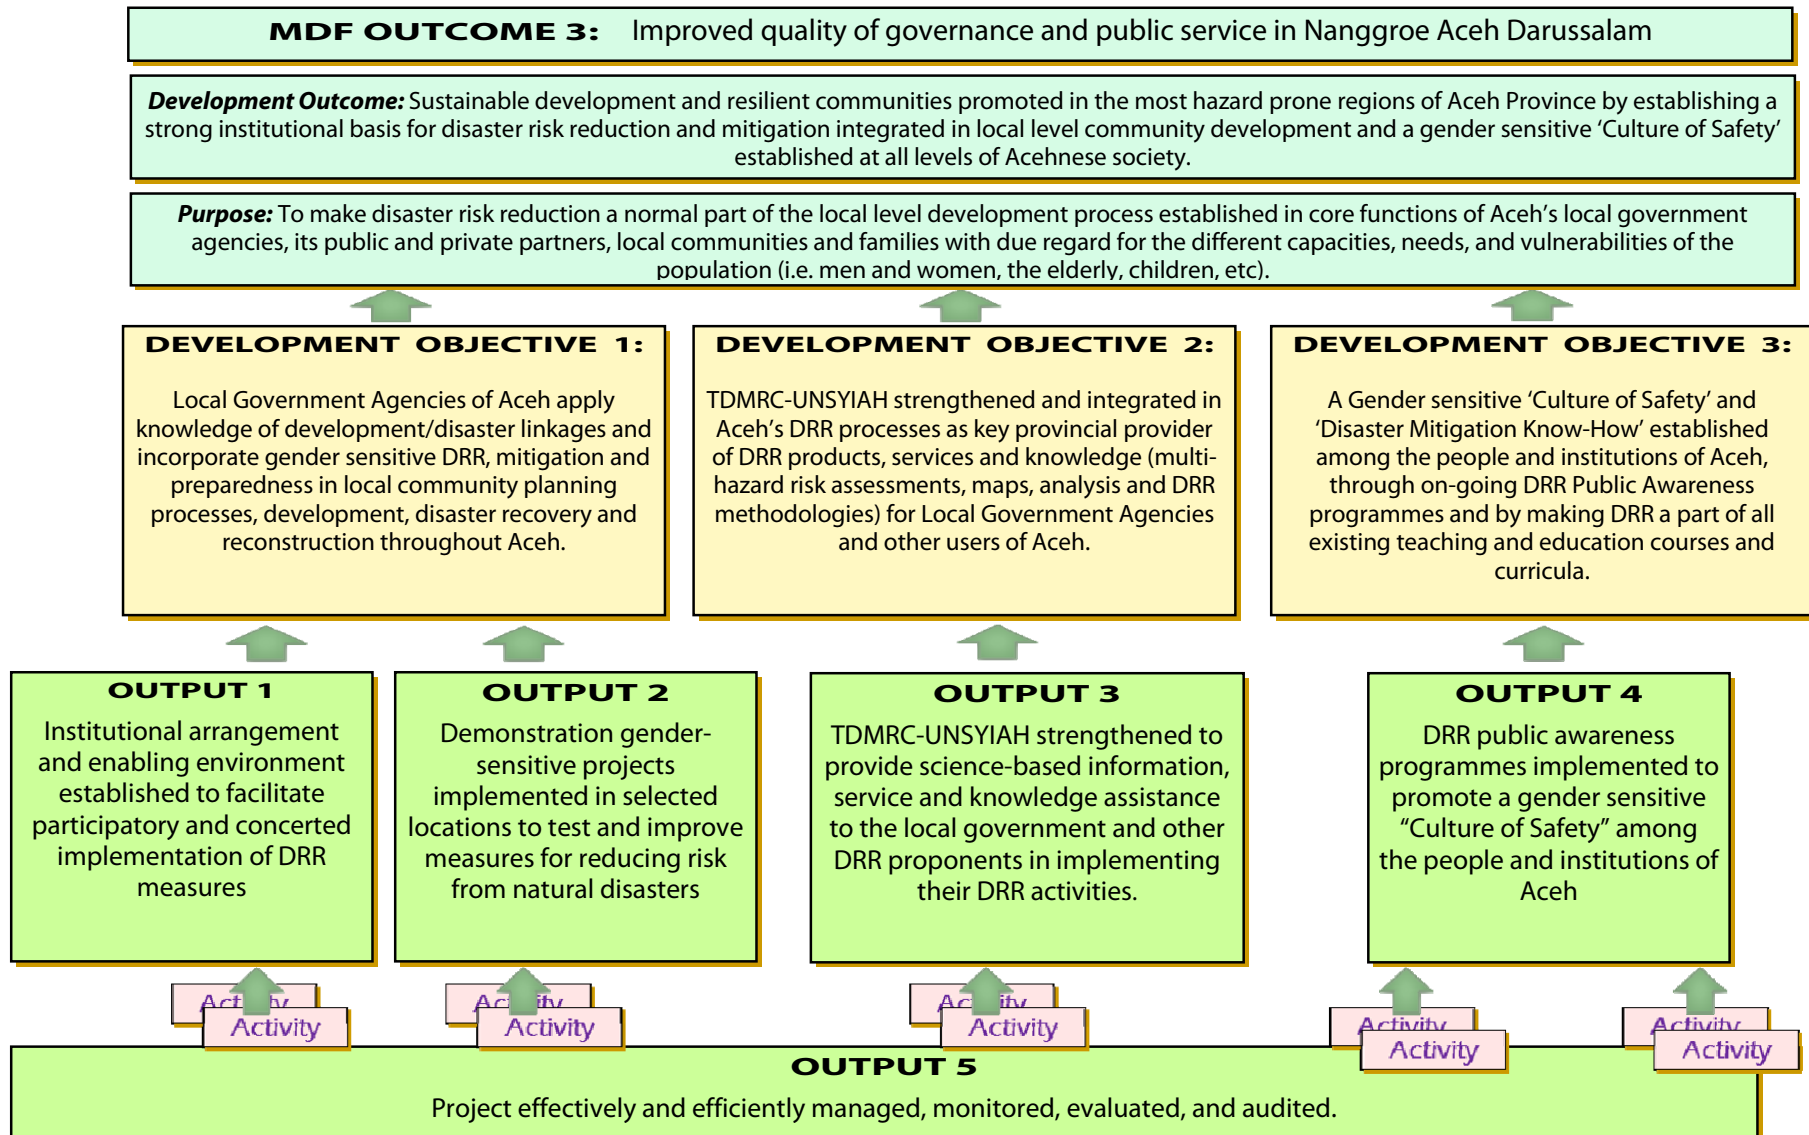 MDF OUTCOME 3: Improved quality of governance and public service in Nanggroe Aceh Darussalam
Development Outcome: Sustainable development and resilient communities promoted in the most hazard prone regions of Aceh Province by establishing a
strong institutional basis for disaster risk reduction and mitigation integrated in local level community development and a gender sensitive ‘Culture of Safety’
established at all levels of Acehnese society.
Purpose: To make disaster risk reduction a normal part of the local level development process established in core functions of Aceh’s local government
agencies, its public and private partners, local communities and families with due regard for the different capacities, needs, and vulnerabilities of the
population (i.e. men and women, the elderly, children, etc).
DEVELOPMENT OBJECTIVE 1:
Local Government Agencies of Aceh apply
knowledge of development/disaster linkages and
incorporate gender sensitive DRR, mitigation and
preparedness in local community planning
processes, development, disaster recovery and
reconstruction throughout Aceh.
DEVELOPMENT OBJECTIVE 2:
TDMRC-UNSYIAH strengthened and integrated in
Aceh’s DRR processes as key provincial provider
of DRR products, services and knowledge (multi-
hazard risk assessments, maps, analysis and DRR
methodologies) for Local Government Agencies
and other users of Aceh.
DEVELOPMENT OBJECTIVE 3:
A Gender sensitive ‘Culture of Safety’ and
‘Disaster Mitigation Know-How’ established
among the people and institutions of Aceh,
through on-going DRR Public Awareness
programmes and by making DRR a part of all
existing teaching and education courses and
curricula.
OUTPUT 1
Institutional arrangement
and enabling environment
established to facilitate
participatory and concerted
implementation of DRR
measures
OUTPUT 2
Demonstration gender-
sensitive projects
implemented in selected
locations to test and improve
measures for reducing risk
from natural disasters
OUTPUT 3
TDMRC-UNSYIAH strengthened to
provide science-based information,
service and knowledge assistance
to the local government and other
DRR proponents in implementing
their DRR activities.
OUTPUT 4
DRR public awareness
programmes implemented to
promote a gender sensitive
“Culture of Safety” among
the people and institutions of
Aceh
Activity
Activity
Activity
Activity
Activity
Activity
Activity
Activity
Activity
Activity
OUTPUT 5
Project effectively and efficiently managed, monitored, evaluated, and audited.